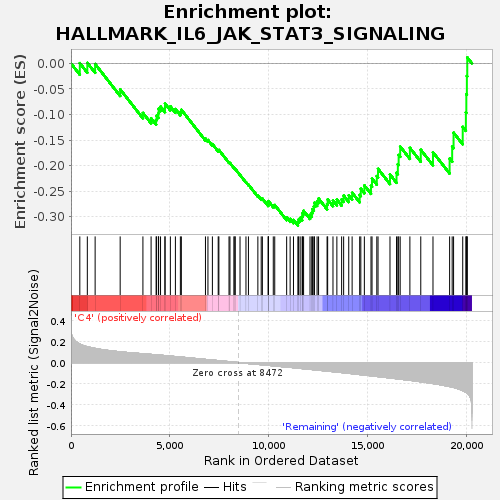 Enrichment plot:
HALLMARK_IL6_JAK_STAT3_SIGNALING
Enrichment score (ES)
0.00
-0.05
-0.10
-0.15
-0.20
-0.25
-0.30
Ranked list metric (Signal2Noise)
'C4' (positively correlated)
0.4
0.2
0.0
-0.2
-0.4
-0.6
Zero cross at 8472
'Remaining' (negatively correlated)
0
5,000
10,000
15,000
20,000
Rank in Ordered Dataset
Enrichment profile
Hits
Ranking metric scores